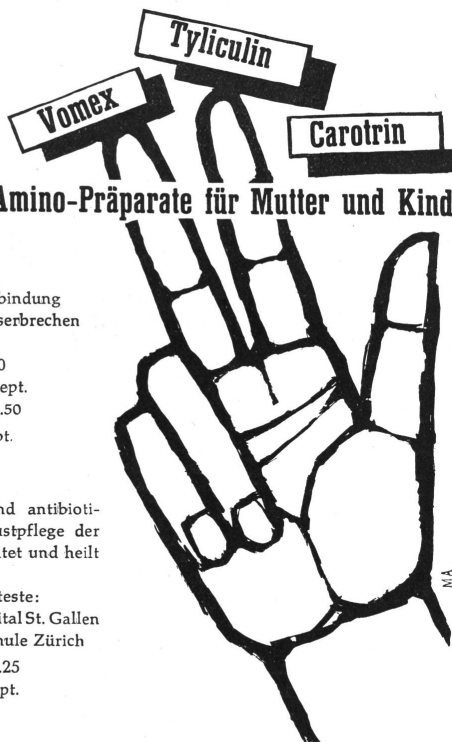 Tyliculin
Vomex
Carotrin
Amino-Präparate für Mutter und Kind
bindung
serbrechen
0
ept.
.50
pt.
nd antibioti-
ustpflege der
ütet und heilt
teste:
ital St. Gallen
hule Zürich
.25
pt.
MA